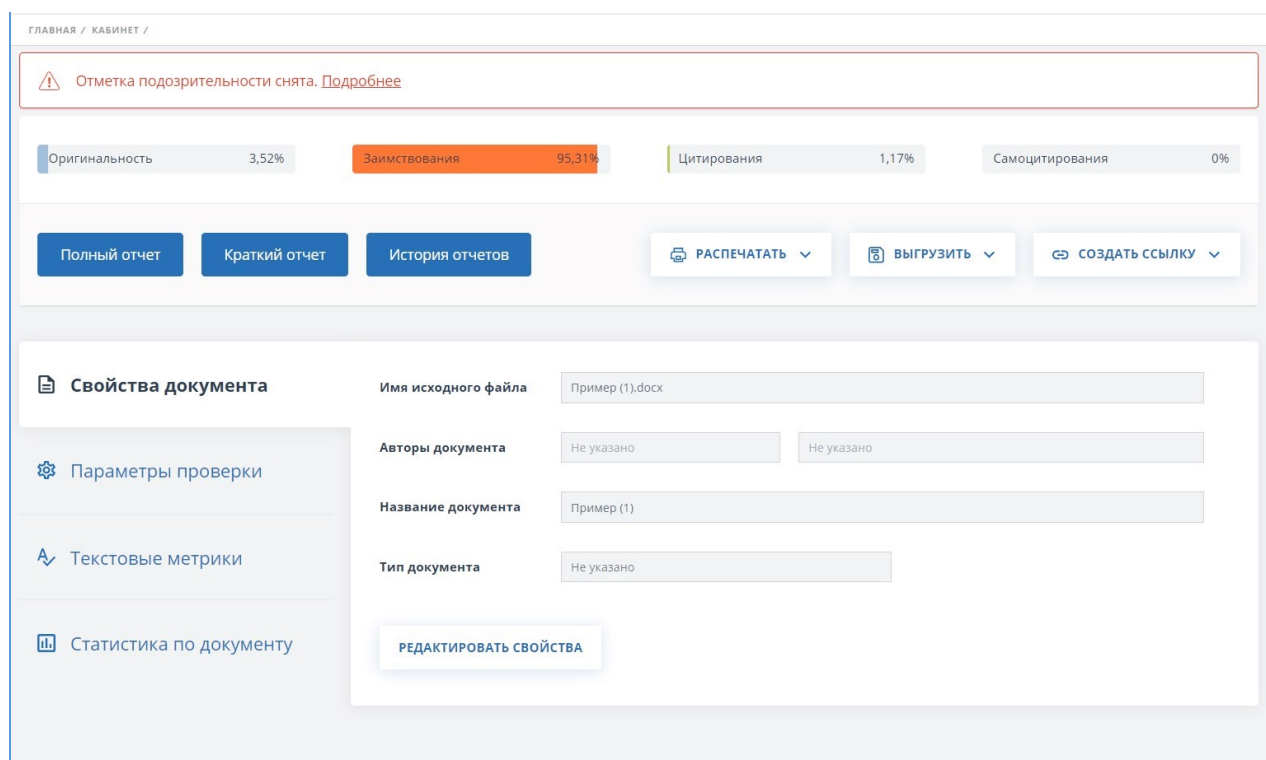 ГЛАВНАЯ / КАБИНЕТ /
Отметка подозрительности снята. Подробнее
Оригинальность 3,52% Заимствования 95,31% Цитирования 1,17% Самоцитирования 0%
Полный отчет Краткий отчет История отчетов РАСПЕЧАТАТЬ ВЫГРУЗИТЬ СОЗДАТЬ ССЫЛКУ
Свойства документа
Имя исходного файла Пример (1).docx
Авторы документа Не указано Не указано
Параметры проверки
Название документа Пример (1)
Текстовые метрики
Тип документа Не указано
Статистика по документу
РЕДАКТИРОВАТЬ СВОЙСТВА